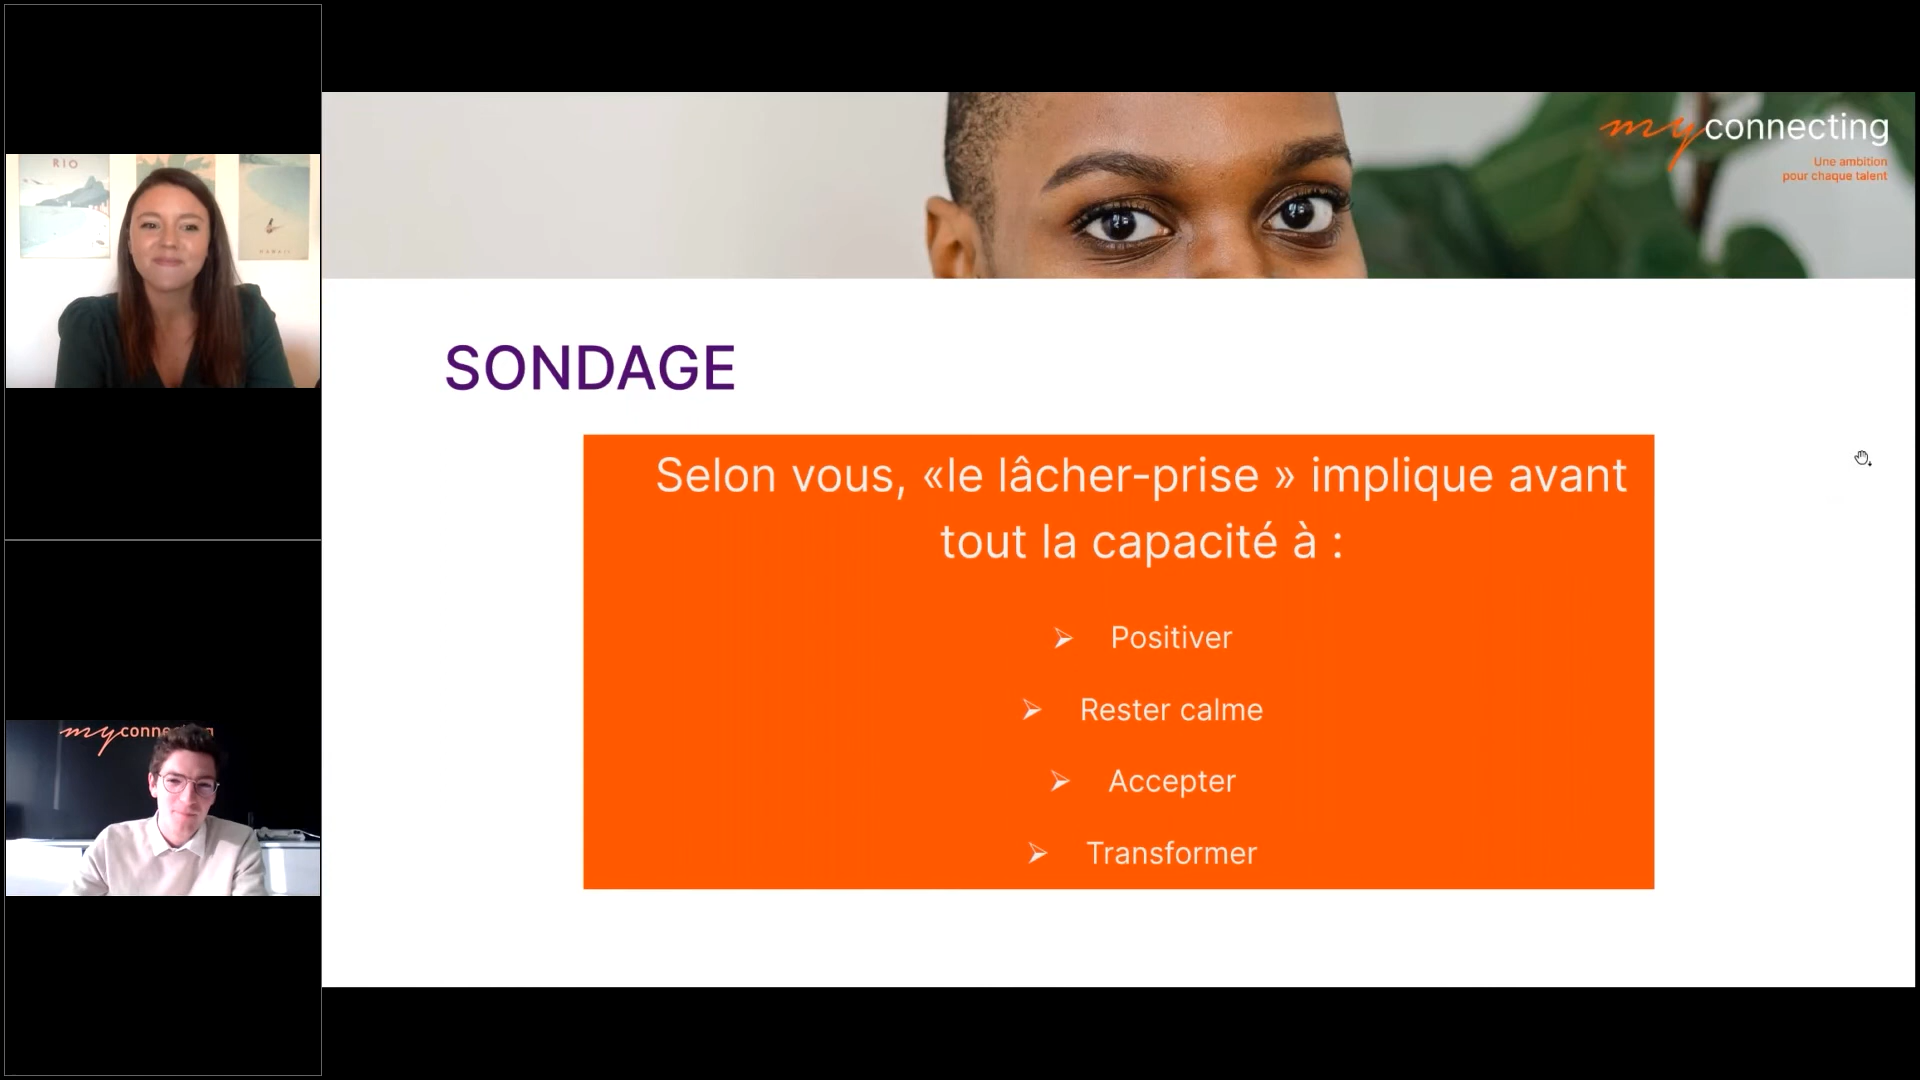 RIO
HAWAII
myconnecting
Une ambition
pour chaque talent
SONDAGE
Selon vous, «le lâcher-prise » implique avant
tout la capacité à :
➢ Positiver
➢ Rester calme
➢ Accepter
➢ Transformer